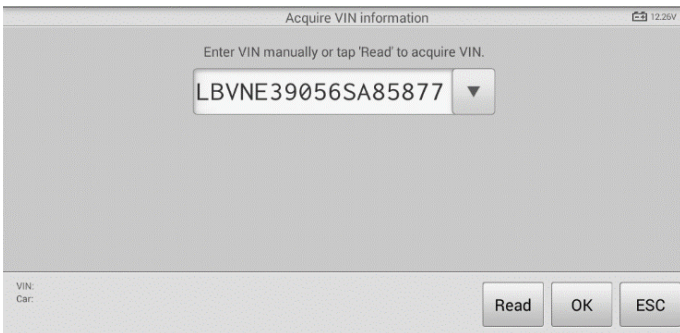 Acquire VIN information 12.26V
Enter VIN manually or tap 'Read' to acquire VIN.
LBVNE39056SA85877
VIN:
Car:
Read OK ESC